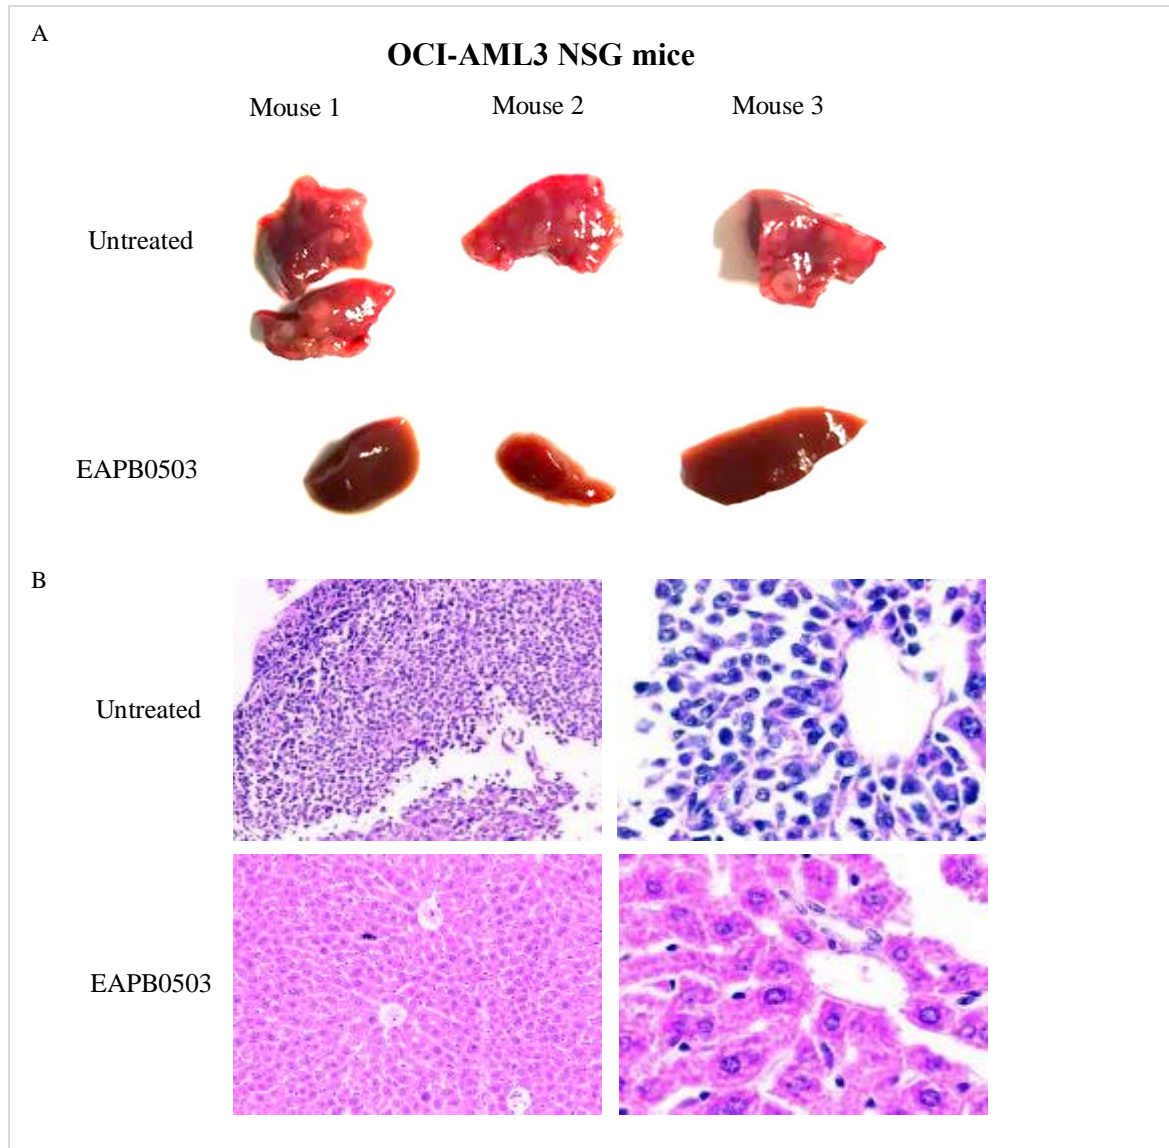 A
OCI-AML3 NSG mice
Mouse 1 Mouse 2 Mouse 3
Untreated
EAPB0503
B
Untreated
EAPB0503